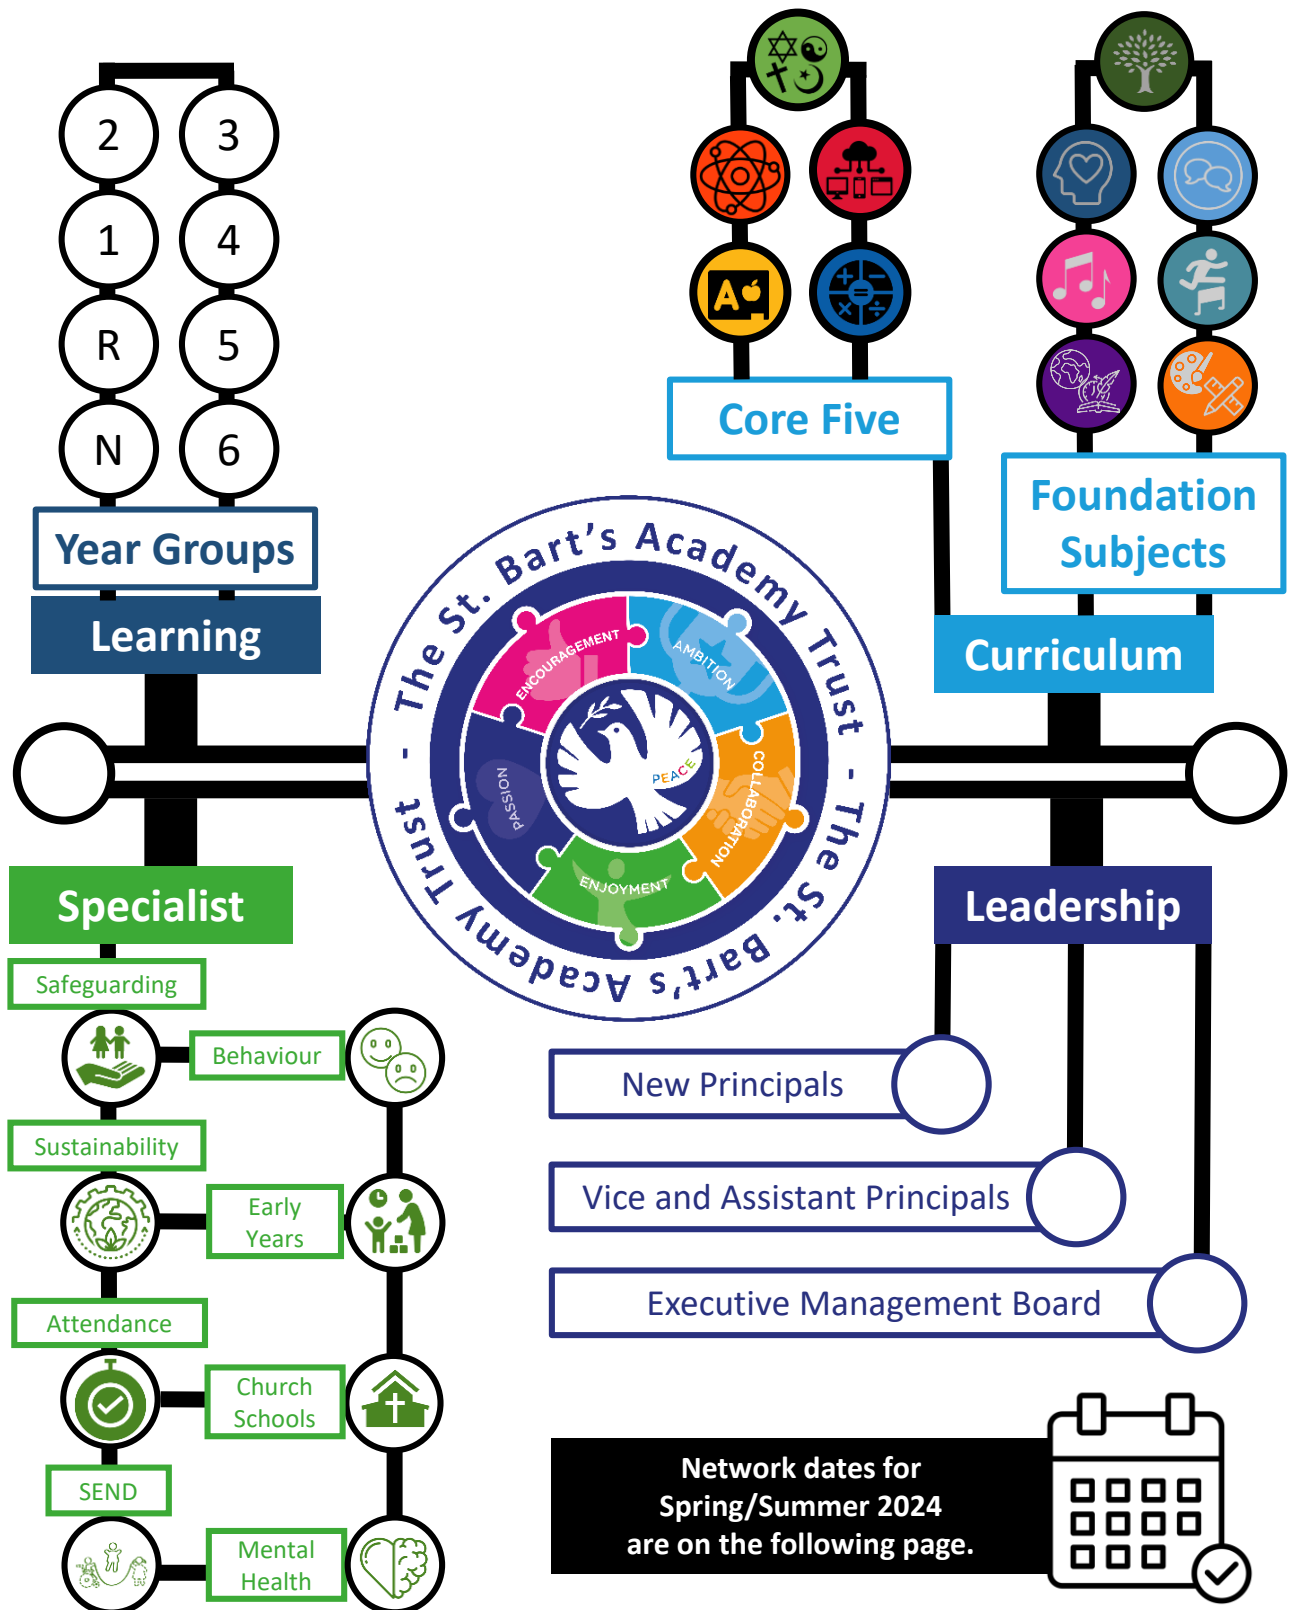 2
3
1
4
R
5
N
6
Year Groups
Learning
A
Core Five
Foundation
Subjects
Curriculum
The St. Bart's Academy Trust - The St. Bart's Academy Trust -
ENCOURAGEMENT
AMBITION
COLLABORATION
ENJOYMENT
PASSION
PEACE
Specialist
Safeguarding
Behaviour
Sustainability
Early
Years
Attendance
Church
Schools
SEND
Mental
Health
Leadership
New Principals
Vice and Assistant Principals
Executive Management Board
Network dates for
Spring/Summer 2024
are on the following page.